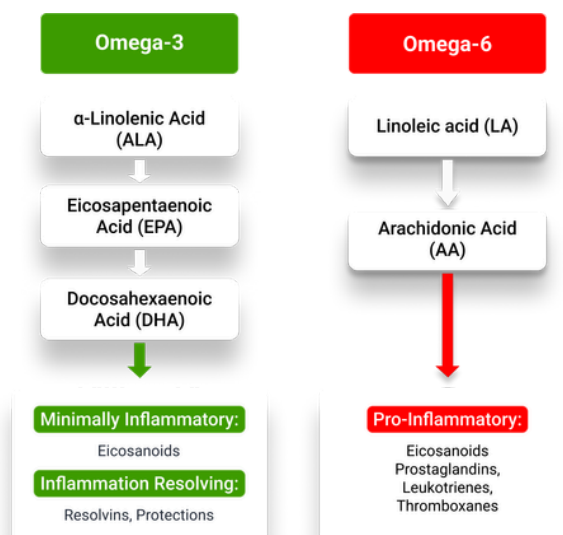 Omega-3
α-Linolenic Acid
(ALA)
Eicosapentaenoic
Acid (EPA)
Docosahexaenoic
Acid (DHA)
Minimally Inflammatory:
Eicosanoids
Inflammation Resolving:
Resolvins, Protections
Omega-6
Linoleic acid (LA)
Arachidonic Acid
(AA)
Pro-Inflammatory:
Eicosanoids
Prostaglandins,
Leukotrienes,
Thromboxanes